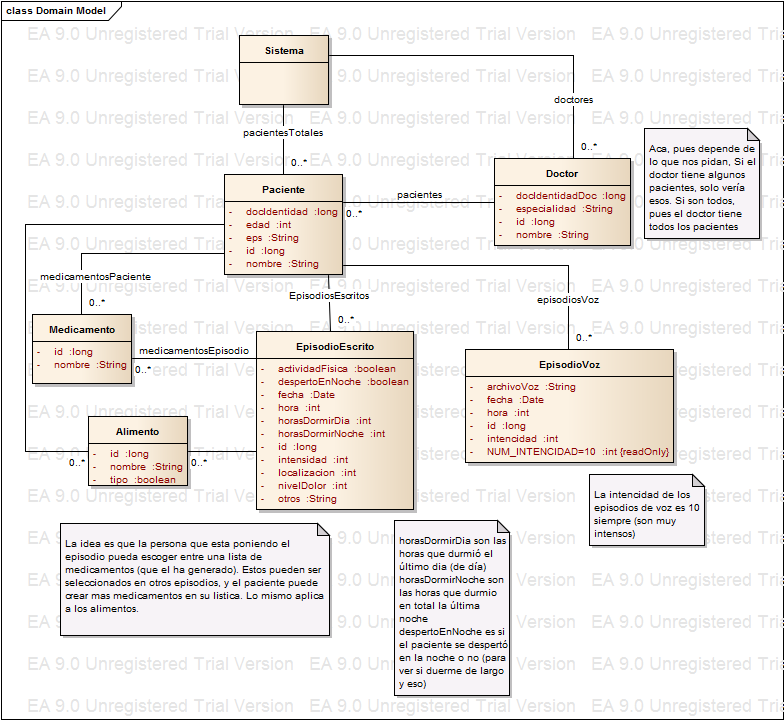 class Domain Model
EA 9.0 Unregistered Trial Version EA 9.0 Unregistered Trial Version EA 9.0 Unregistered Trial
Sistema
doctores
0..*
pacientesTotales
0..*
Doctor
- docIdentidadDoc :long
- especialidad :String
- id :long
- nombre :String
Aca, pues depende de
lo que nos pidan, Si el
doctor tiene algunos
pacientes, solo vería
esos. Si son todos,
pues el doctor tiene
todos los pacientes
Paciente
- docIdentidad :long
- edad :int
- eps :String
- id :long
- nombre :String
pacientes
0..*
medicamentosPaciente
0..*
EpisodiosEscritos
0..*
episodiosVoz
0..*
Medicamento
- id :long
- nombre :String
medicamentosEpisodio
0..*
EpisodioEscrito
- actividadFisica :boolean
- despertoEnNoche :boolean
- fecha :Date
- hora :int
- horasDormirDia :int
- horasDormirNoche :int
- id :long
- intensidad :int
- localizacion :int
- nivelDolor :int
- otros :String
EpisodioVoz
- archivoVoz :String
- fecha :Date
- hora :int
- id :long
- intencidad :int
- NUM_INTENCIDAD=10 :int {readOnly}
Alimento
- id :long
- nombre :String
- tipo :boolean
0..*
0..*
La intencidad de los
episodios de voz es 10
siempre (son muy
intensos)
La idea es que la persona que esta poniendo el
episodio pueda escoger entre una lista de
medicamentos (que el ha generado). Estos pueden ser
seleccionados en otros episodios, y el paciente puede
crear mas medicamentos en su listica. Lo mismo aplica
a los alimentos.
horasDormirDia son las
horas que durmió el
último dia (de día)
horasDormirNoche son
las horas que durmio
en total la última
noche
despertoEnNoche es si
el paciente se despertó
en la noche o no (para
ver si duerme de largo
y eso)